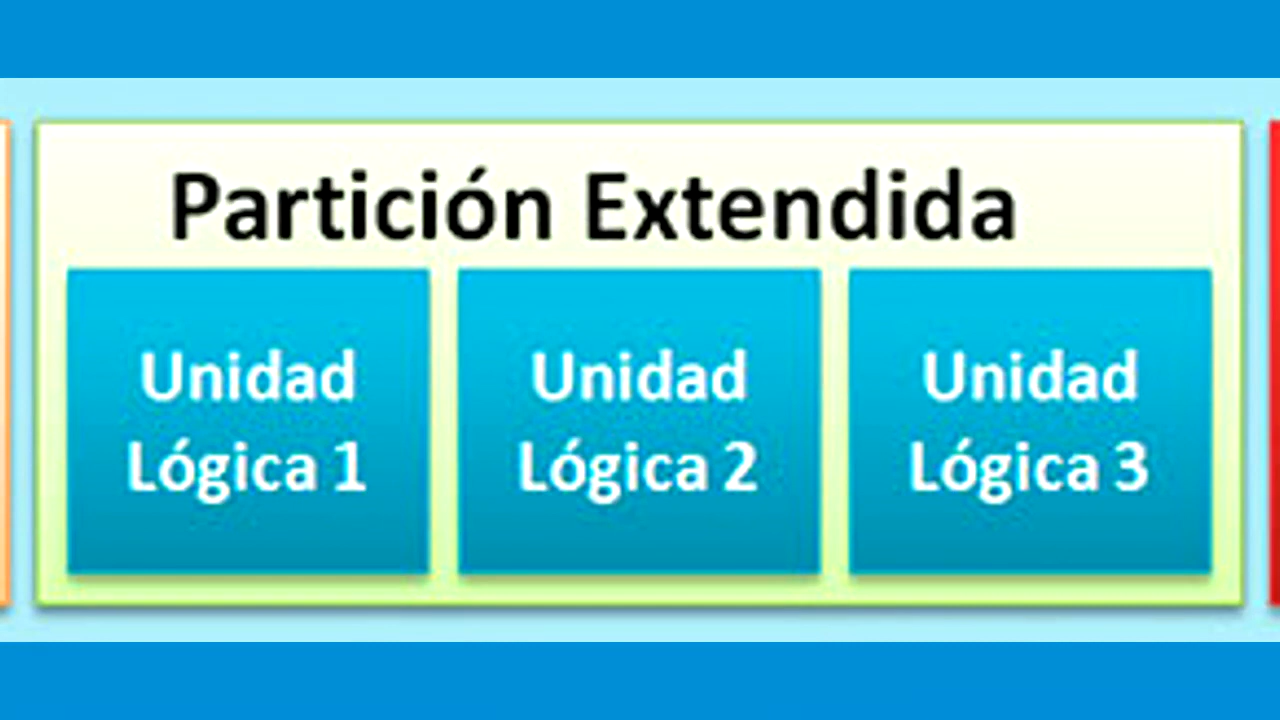 Partición Extendida
Unidad
Lógica 1
Unidad
Lógica 2
Unidad
Lógica 3